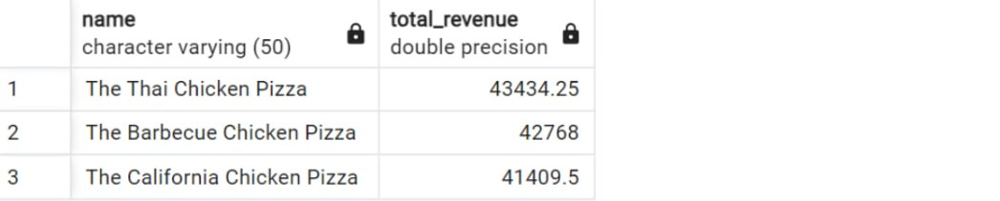 name total_revenue
character varying (50) double precision
1 The Thai Chicken Pizza 43434.25
2 The Barbecue Chicken Pizza 42768
3 The California Chicken Pizza 41409.5